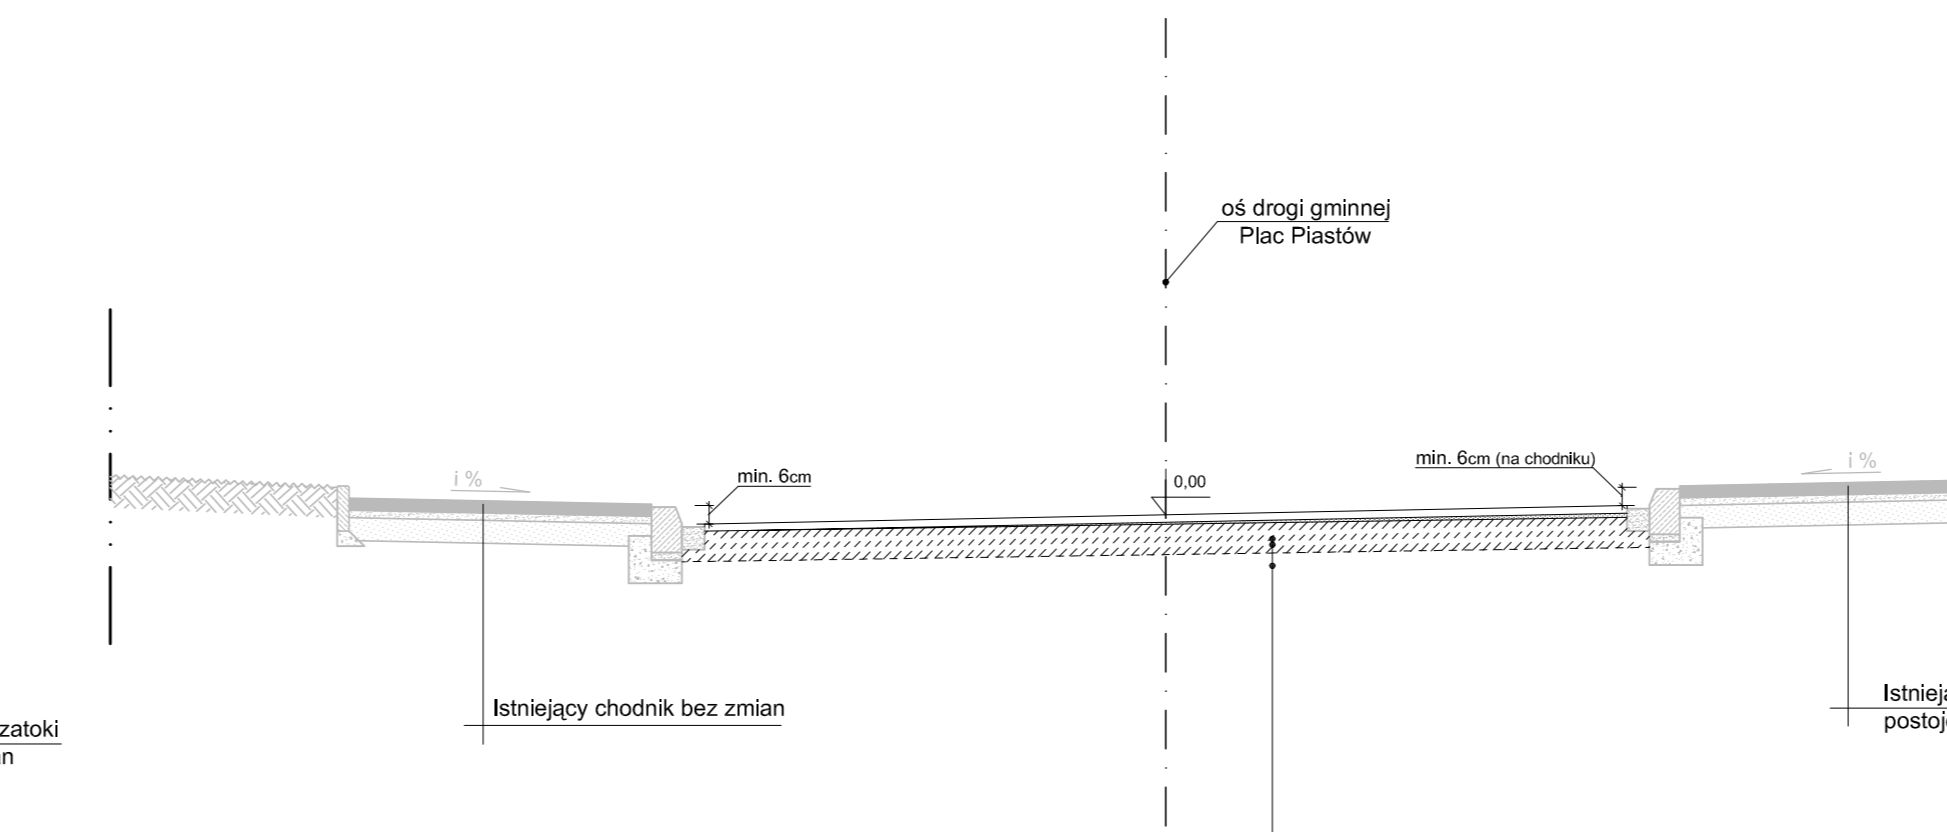 oś drogi gminnej
Plac Piastów
min. 6cm (na chodniku)
i %
i %
min. 6cm
0,00
Istniejący chodnik bez zmian
zatoki